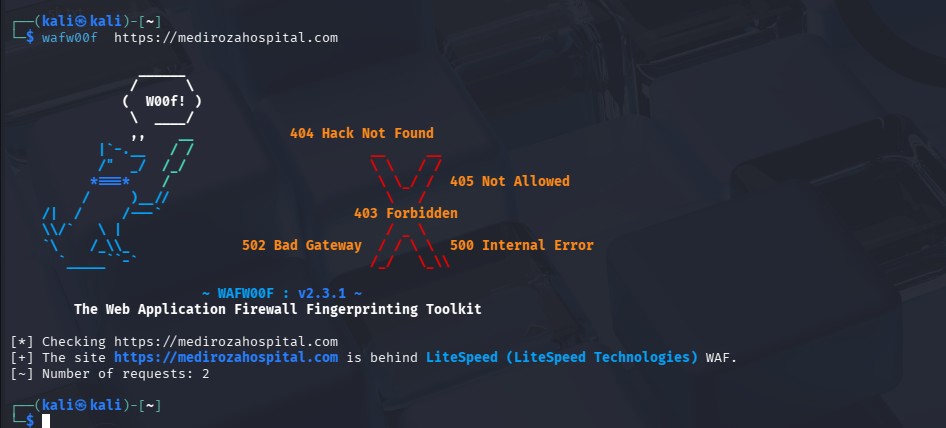 ┌──(kali㉿kali)-[~]
└─$ wafw00f  https://medirozahospital.com
W00f!
404 Hack Not Found
405 Not Allowed
403 Forbidden
502 Bad Gateway
500 Internal Error
~ WAFW00F : v2.3.1 ~
The Web Application Firewall Fingerprinting Toolkit
[*] Checking https://medirozahospital.com
[+] The site https://medirozahospital.com is behind LiteSpeed (LiteSpeed Technologies) WAF.
[~] Number of requests: 2
┌──(kali㉿kali)-[~]
└─$